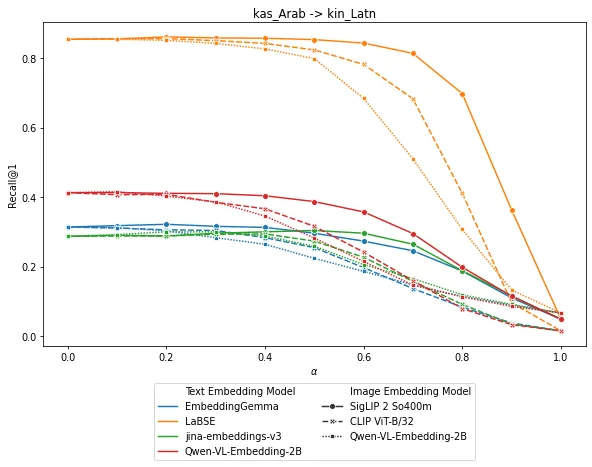 kas_Arab -> kin_Latn
Recall@1
0.8
0.6
0.4
0.2
0.0
0.0 0.2 0.4 0.6 0.8 1.0
α
Text Embedding Model Image Embedding Model
EmbeddingGemma SigLIP 2 So400m
LaBSE CLIP ViT-B/32
jina-embeddings-v3 Qwen-VL-Embedding-2B
Qwen-VL-Embedding-2B